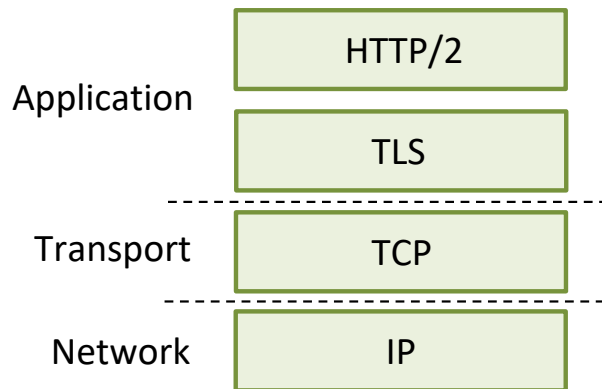 HTTP/2
Application
TLS
Transport
TCP
Network
IP